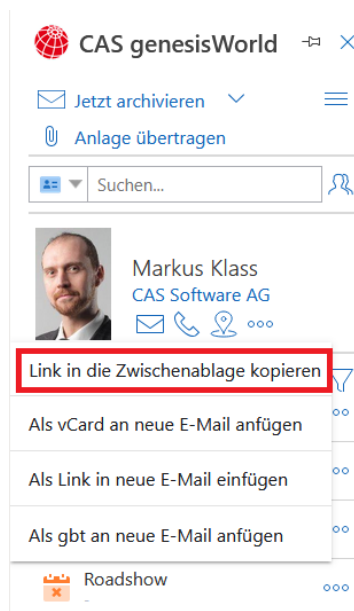 CAS genesisWorld
Jetzt archivieren
Anlage übertragen
Suchen...
Markus Klass
CAS Software AG
Link in die Zwischenablage kopieren
Als vCard an neue E-Mail anfügen
Als Link in neue E-Mail einfügen
Als gbt an neue E-Mail anfügen
Roadshow
-